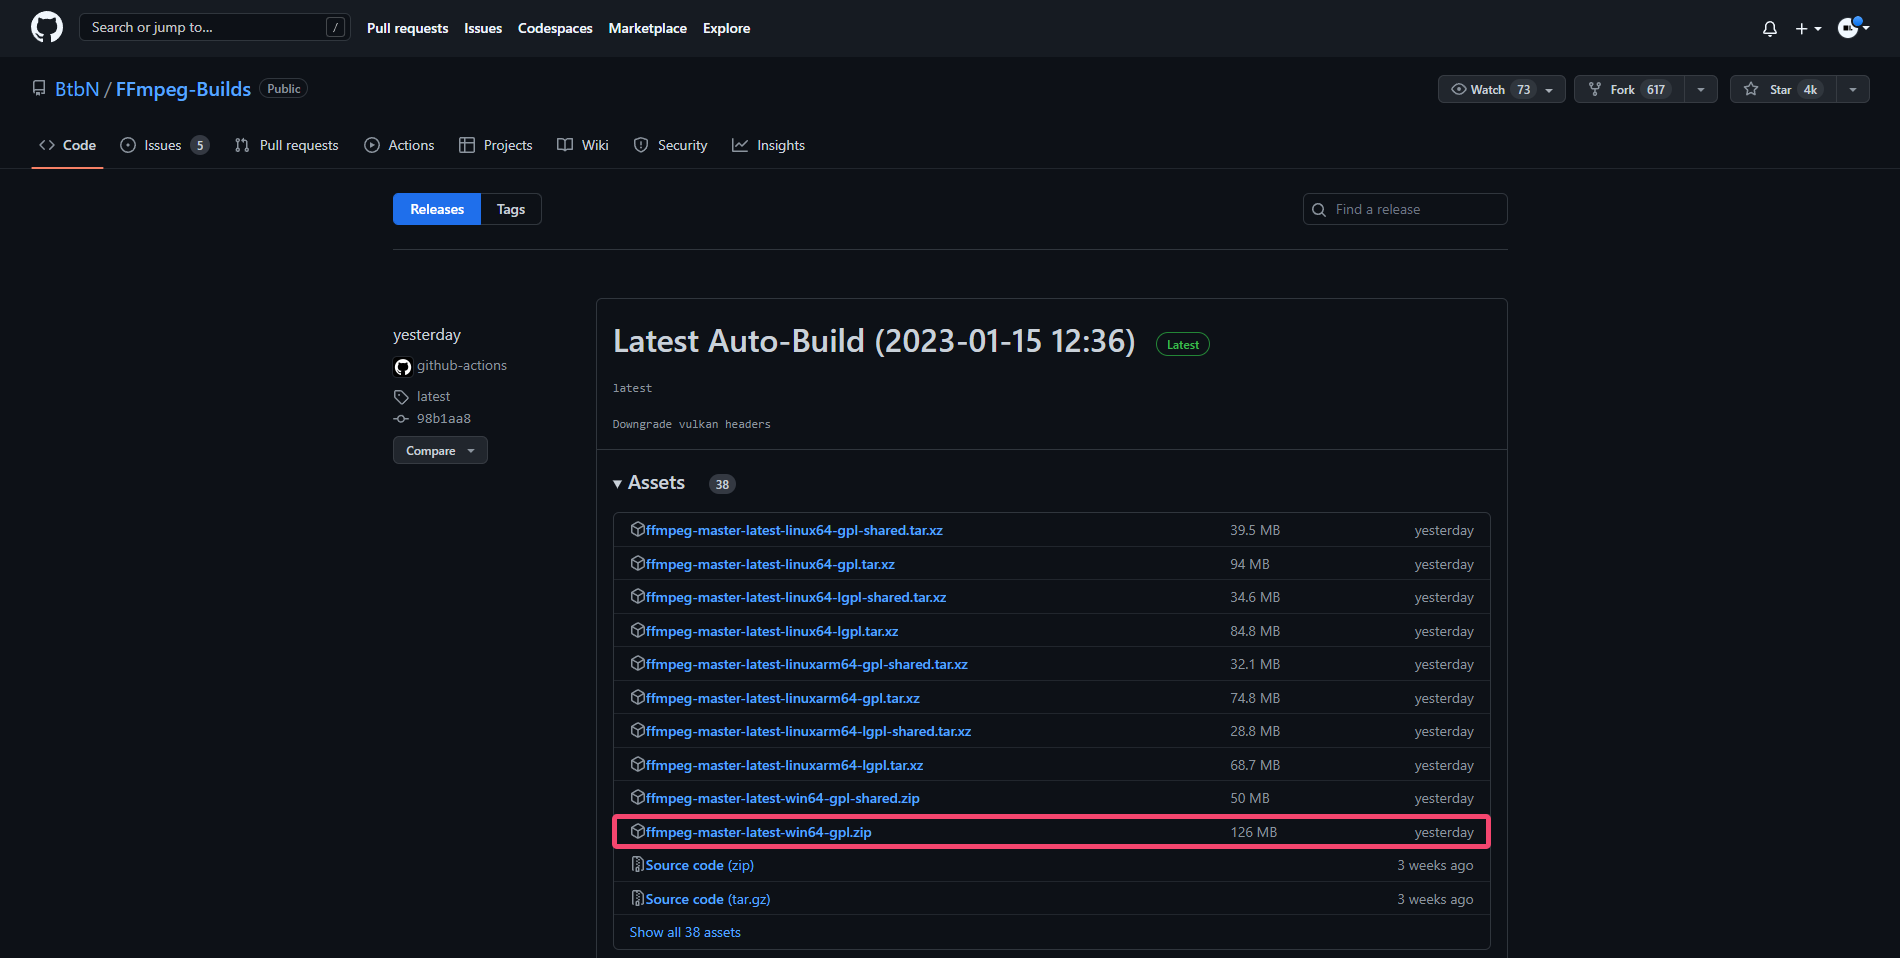 Search or jump to... /
Pull requests Issues Codespaces Marketplace Explore
BtbN / FFmpeg-Builds Public
Watch 73 Fork 617 Star 4k
Code Issues 5 Pull requests Actions Projects Wiki Security Insights
Releases Tags
Find a release
yesterday
github-actions
latest
98b1aa8
Compare
Latest Auto-Build (2023-01-15 12:36) Latest
latest
Downgrade vulkan headers
Assets 38
ffmpeg-master-latest-linux64-gpl-shared.tar.xz 39.5 MB yesterday
ffmpeg-master-latest-linux64-gpl.tar.xz 94 MB yesterday
ffmpeg-master-latest-linux64-lgpl-shared.tar.xz 34.6 MB yesterday
ffmpeg-master-latest-linux64-lgpl.tar.xz 84.8 MB yesterday
ffmpeg-master-latest-linuxarm64-gpl-shared.tar.xz 32.1 MB yesterday
ffmpeg-master-latest-linuxarm64-gpl.tar.xz 74.8 MB yesterday
ffmpeg-master-latest-linuxarm64-lgpl-shared.tar.xz 28.8 MB yesterday
ffmpeg-master-latest-linuxarm64-lgpl.tar.xz 68.7 MB yesterday
ffmpeg-master-latest-win64-gpl-shared.zip 50 MB yesterday
ffmpeg-master-latest-win64-gpl.zip 126 MB yesterday
Source code (zip) 3 weeks ago
Source code (tar.gz) 3 weeks ago
Show all 38 assets